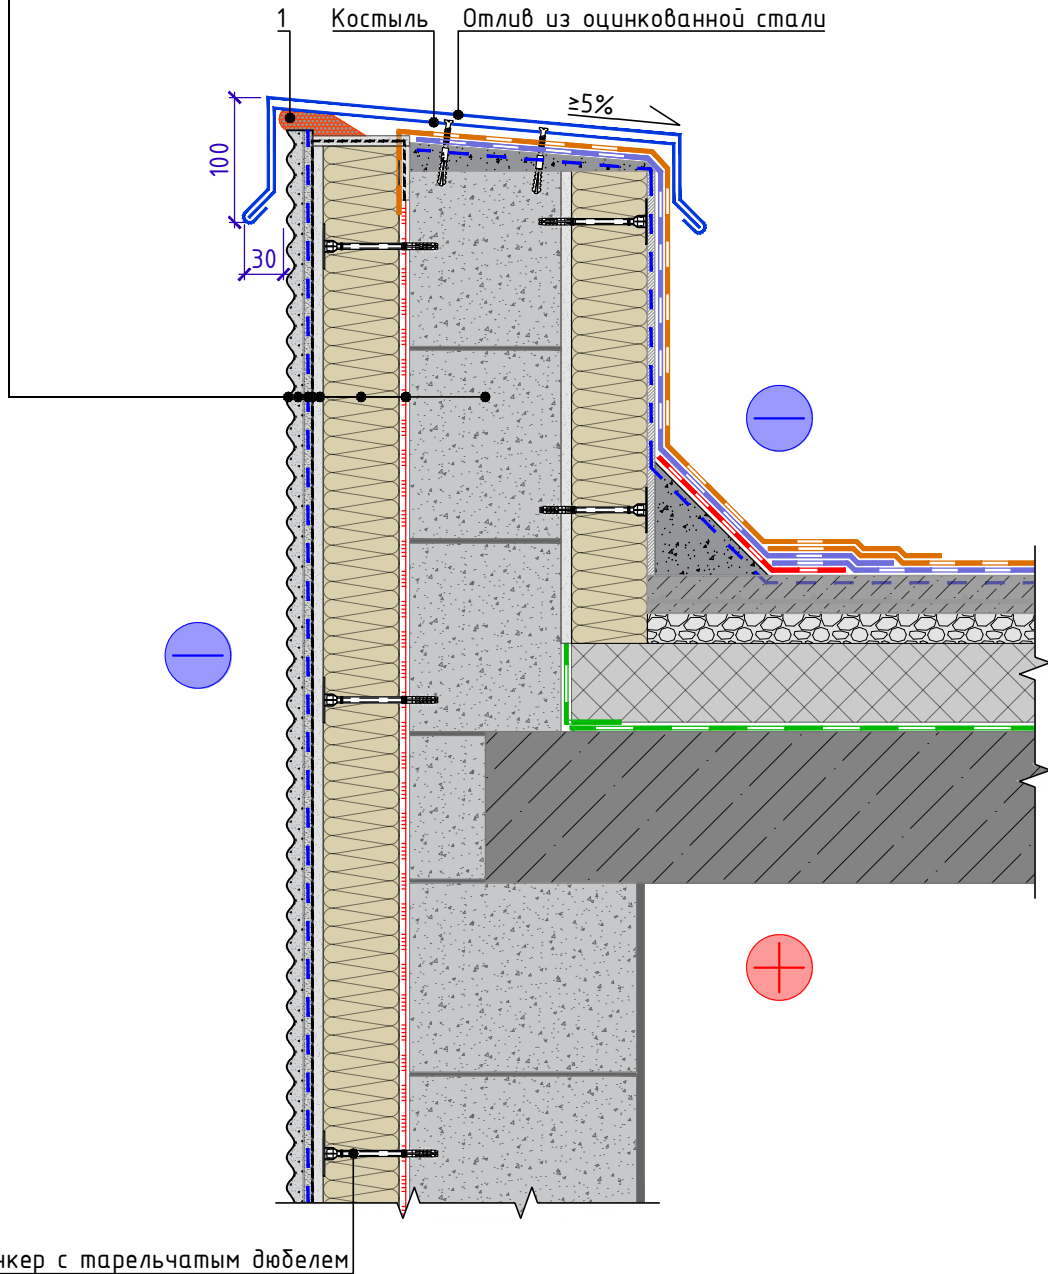 1
Костыль
Отлив из оцинкованной стали
≥5%
100
30
нкер с тарельчатым дюбелем